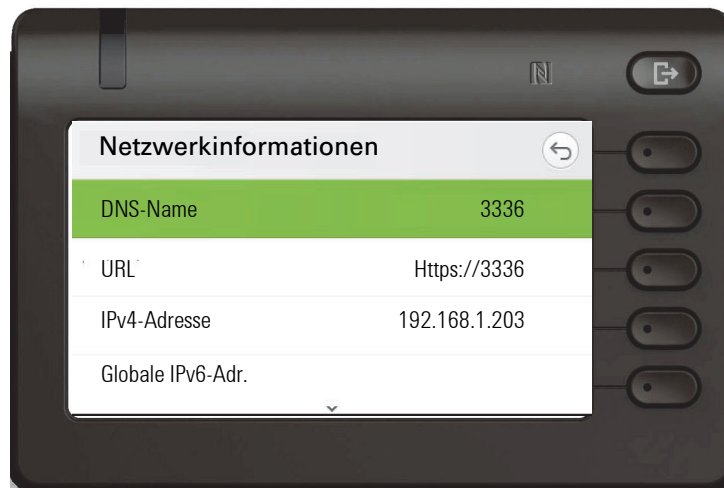 Netzwerkinformationen
DNS-Name 3336
URL Https://3336
IPv4-Adresse 192.168.1.203
Globale IPv6-Adr.